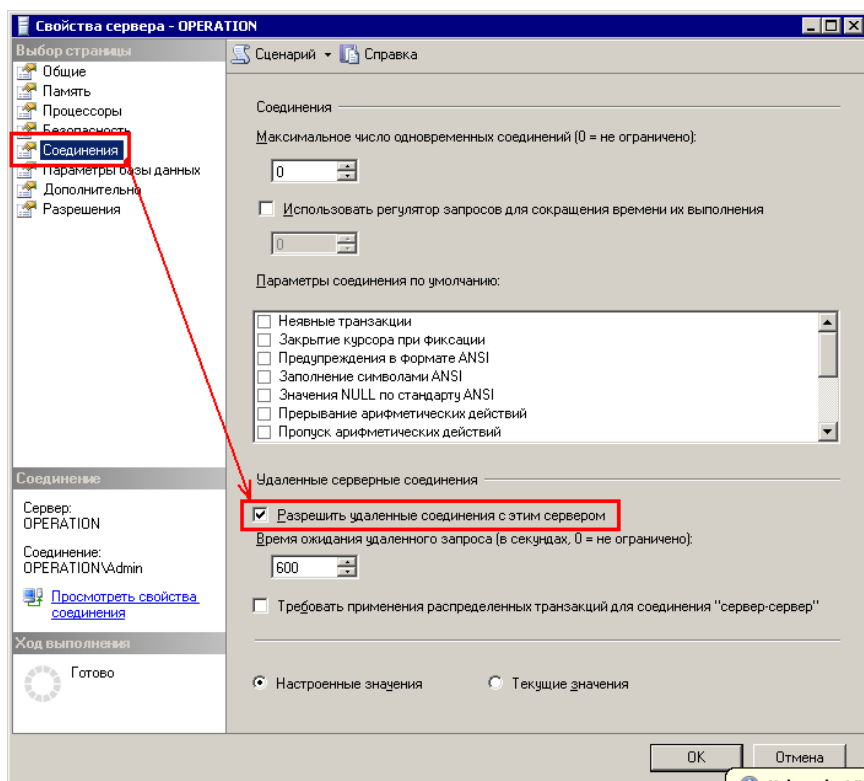 Свойства сервера - OPERATION
Выбор страницы
Общие
Память
Процессоры
Безопасность
Соединения
Параметры базы данных
Дополнительно
Разрешения
Соединение
Сервер:
OPERATION
Соединение:
OPERATION\Admin
Просмотреть свойства
соединения
Ход выполнения
Готово
Сценарий
Справка
Соединения
Максимальное число одновременных соединений (0 = не ограничено):
0
Использовать регулятор запросов для сокращения времени их выполнения
0
Параметры соединения по умолчанию:
Неявные транзакции
Закрытие курсора при фиксации
Предупреждения в формате ANSI
Заполнение символами ANSI
Значения NULL по стандарту ANSI
Прерывание арифметических действий
Пропуск арифметических действий
Удаленные серверные соединения
Разрешить удаленные соединения с этим сервером
Время ожидания удаленного запроса (в секундах, 0 = не ограничено):
600
Требовать применения распределенных транзакций для соединения "сервер-сервер"
Настроенные значения
Текущие значения
OK
Отмена